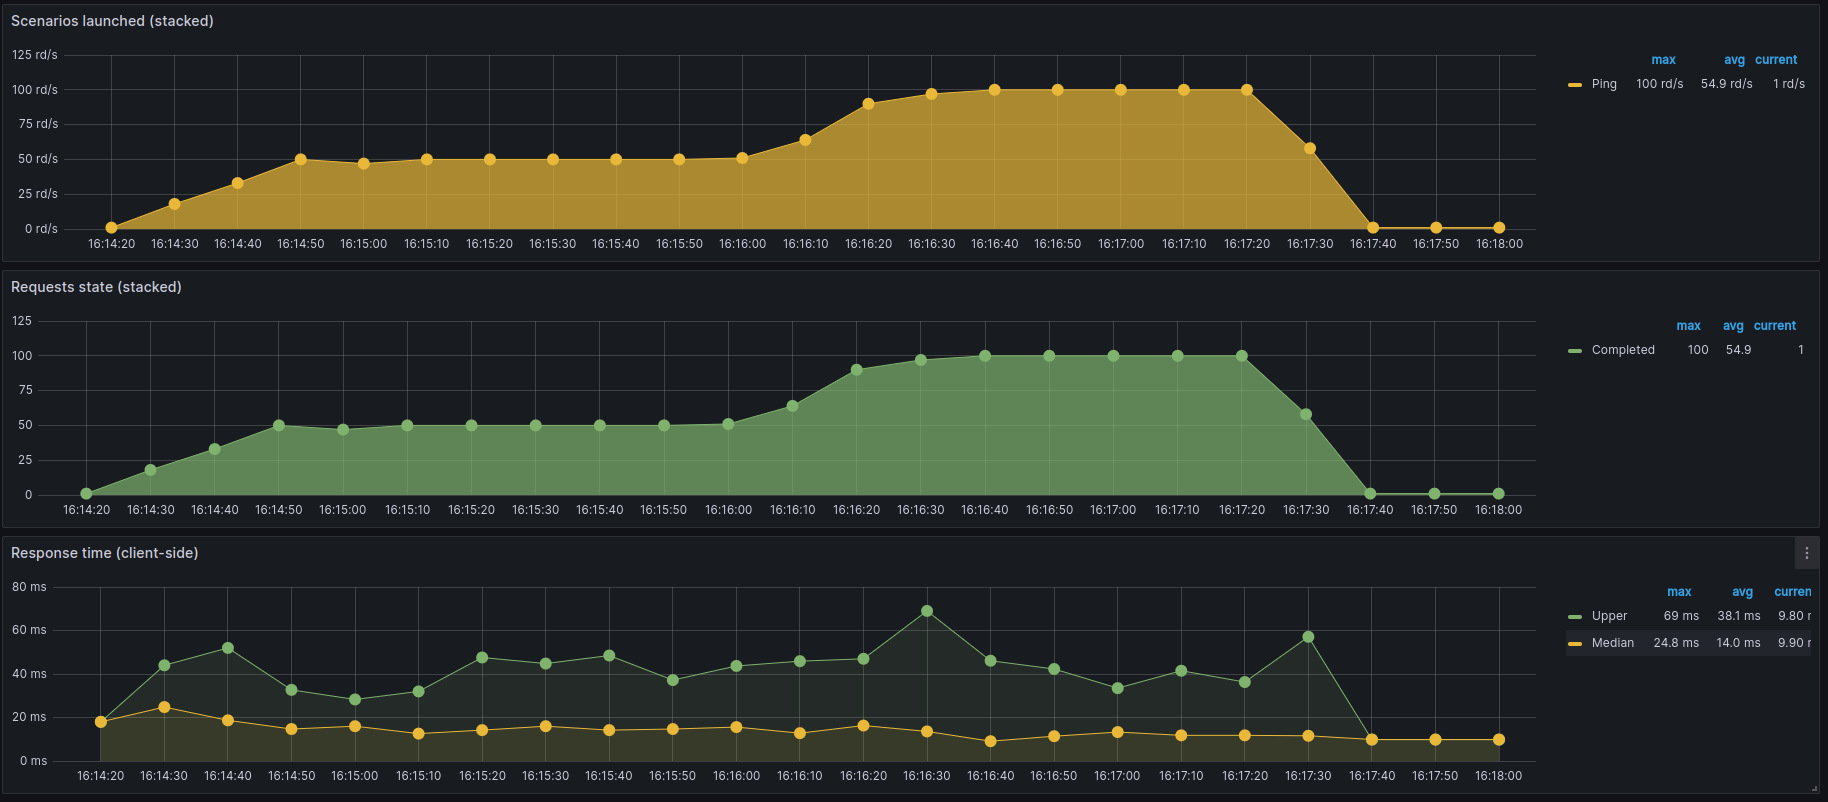 Scenarios launched (stacked)
125 rd/s
100 rd/s
75 rd/s
50 rd/s
25 rd/s
0 rd/s
16:14:20 16:14:30 16:14:40 16:14:50 16:15:00 16:15:10 16:15:20 16:15:30 16:15:40 16:15:50 16:16:00 16:16:10 16:16:20 16:16:30 16:16:40 16:16:50 16:17:00 16:17:10 16:17:20 16:17:30 16:17:40 16:17:50 16:18:00
max avg current
Ping 100 rd/s 54.9 rd/s 1 rd/s
Requests state (stacked)
125
100
75
50
25
0
16:14:20 16:14:30 16:14:40 16:14:50 16:15:00 16:15:10 16:15:20 16:15:30 16:15:40 16:15:50 16:16:00 16:16:10 16:16:20 16:16:30 16:16:40 16:16:50 16:17:00 16:17:10 16:17:20 16:17:30 16:17:40 16:17:50 16:18:00
max avg current
Completed 100 54.9 1
Response time (client-side)
80 ms
60 ms
40 ms
20 ms
0 ms
16:14:20 16:14:30 16:14:40 16:14:50 16:15:00 16:15:10 16:15:20 16:15:30 16:15:40 16:15:50 16:16:00 16:16:10 16:16:20 16:16:30 16:16:40 16:16:50 16:17:00 16:17:10 16:17:20 16:17:30 16:17:40 16:17:50 16:18:00
max avg curren
Upper 69 ms 38.1 ms 9.80
Median 24.8 ms 14.0 ms 9.90